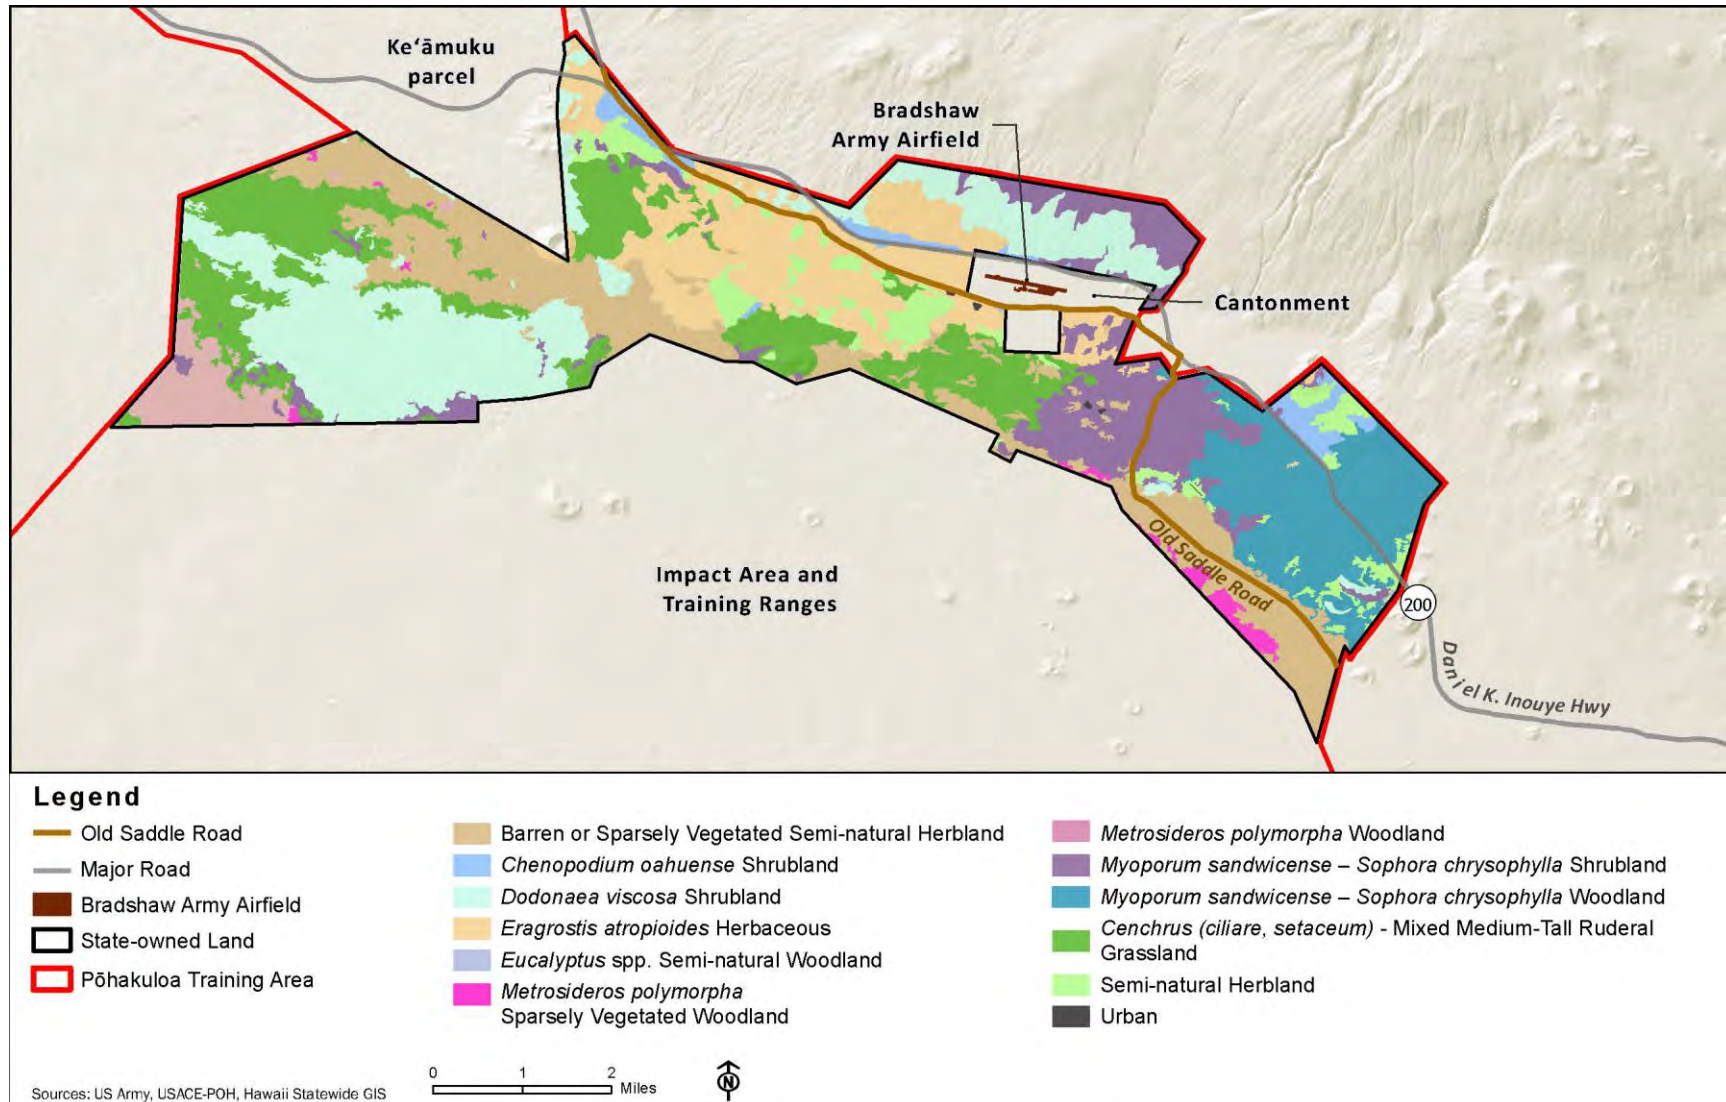 Keʻāmuku
parcel
Bradshaw
Army Airfield
Cantonment
Impact Area and
Training Ranges
Old Saddle Road
200
Daniel K. Inouye Hwy
Legend
Old Saddle Road
Major Road
Bradshaw Army Airfield
State-owned Land
Pōhakuloa Training Area
Barren or Sparsely Vegetated Semi-natural Herbland
Chenopodium oahuense Shrubland
Dodonaea viscosa Shrubland
Eragrostis atropioides Herbaceous
Eucalyptus spp. Semi-natural Woodland
Metrosideros polymorpha
Sparsely Vegetated Woodland
Metrosideros polymorpha Woodland
Myoporum sandwicense – Sophora chrysophylla Shrubland
Myoporum sandwicense – Sophora chrysophylla Woodland
Cenchrus (ciliare, setaceum) - Mixed Medium-Tall Ruderal
Grassland
Semi-natural Herbland
Urban
Sources: US Army, USACE-POH, Hawaii Statewide GIS
0 1 2
Miles
N